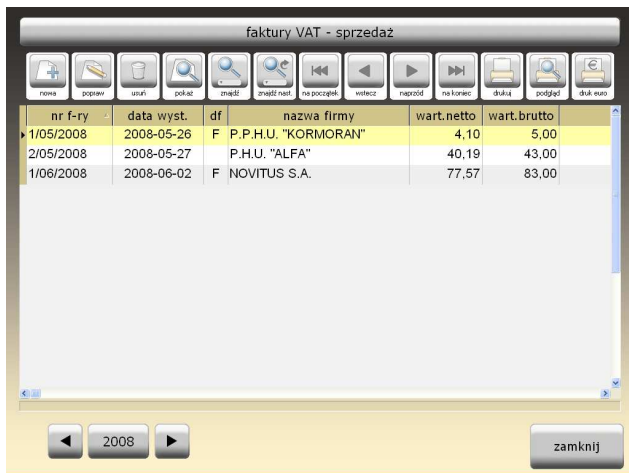 faktury VAT - sprzedaż
nowa popraw usuń pokaż znajdź znajdź nast. na początek wstecz naprzód na koniec drukuj podgląd druk euro
nr f-ry data wyst. df nazwa firmy wart.netto wart.brutto
1/05/2008 2008-05-26 F P.P.H.U. "KORMORAN" 4,10 5,00
2/05/2008 2008-05-27 P.H.U. "ALFA" 40,19 43,00
1/06/2008 2008-06-02 F NOVITUS S.A. 77,57 83,00
2008
zamknij